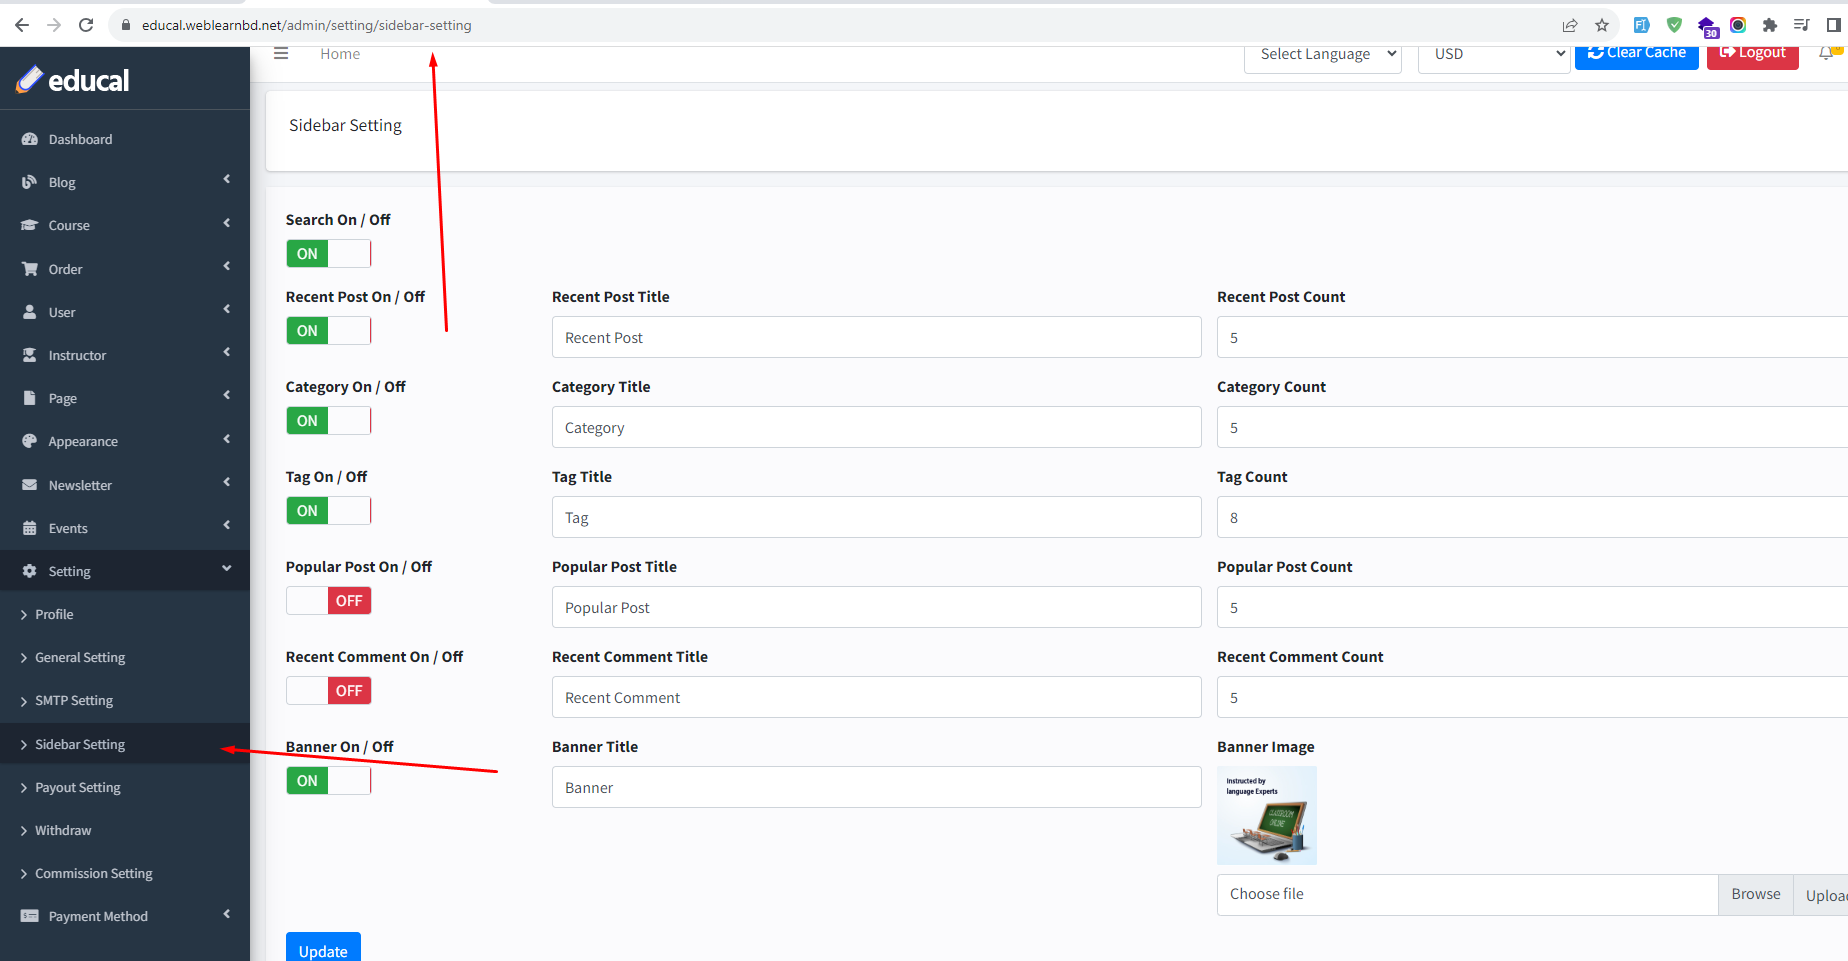 educal.weblearnbd.net/admin/setting/sidebar-setting
30
Home
Select Language
USD
Clear Cache
Logout
educal
Dashboard
Blog
Course
Order
User
Instructor
Page
Appearance
Newsletter
Events
Setting
Profile
General Setting
SMTP Setting
Sidebar Setting
Payout Setting
Withdraw
Commission Setting
Payment Method
Sidebar Setting
Search On / Off
ON
Recent Post On / Off
Recent Post Title
Recent Post Count
ON
Recent Post
5
Category On / Off
Category Title
Category Count
ON
Category
5
Tag On / Off
Tag Title
Tag Count
ON
Tag
8
Popular Post On / Off
Popular Post Title
Popular Post Count
OFF
Popular Post
5
Recent Comment On / Off
Recent Comment Title
Recent Comment Count
OFF
Recent Comment
5
Banner On / Off
Banner Title
Banner Image
ON
Banner
Instructed by
language Experts
CLASSROOM
ONLINE
Choose file
Browse
Uploa
Update